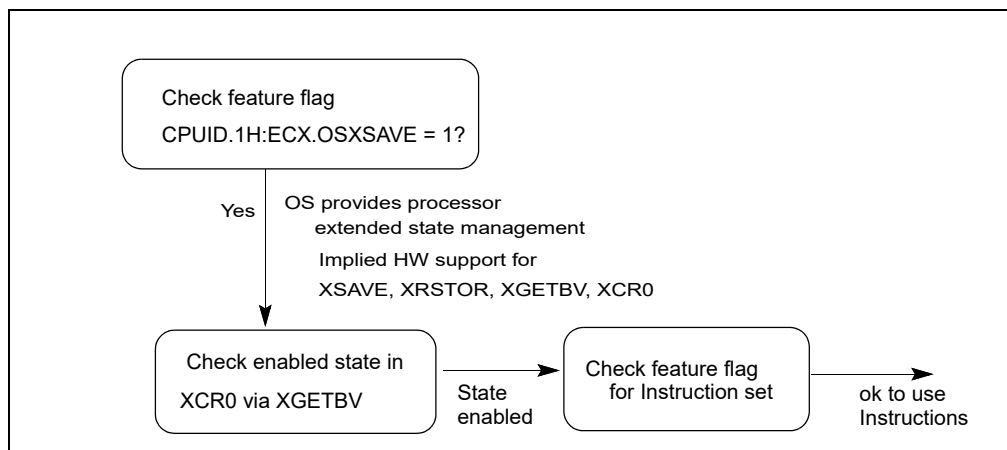 Check feature flag
CPUID.1H:ECX.OSXSAVE = 1?
Yes
OS provides processor
extended state management
Implied HW support for
XSAVE, XRSTOR, XGETBV, XCR0
Check enabled state in
XCR0 via XGETBV
State
enabled
Check feature flag
for Instruction set
ok to use
Instructions